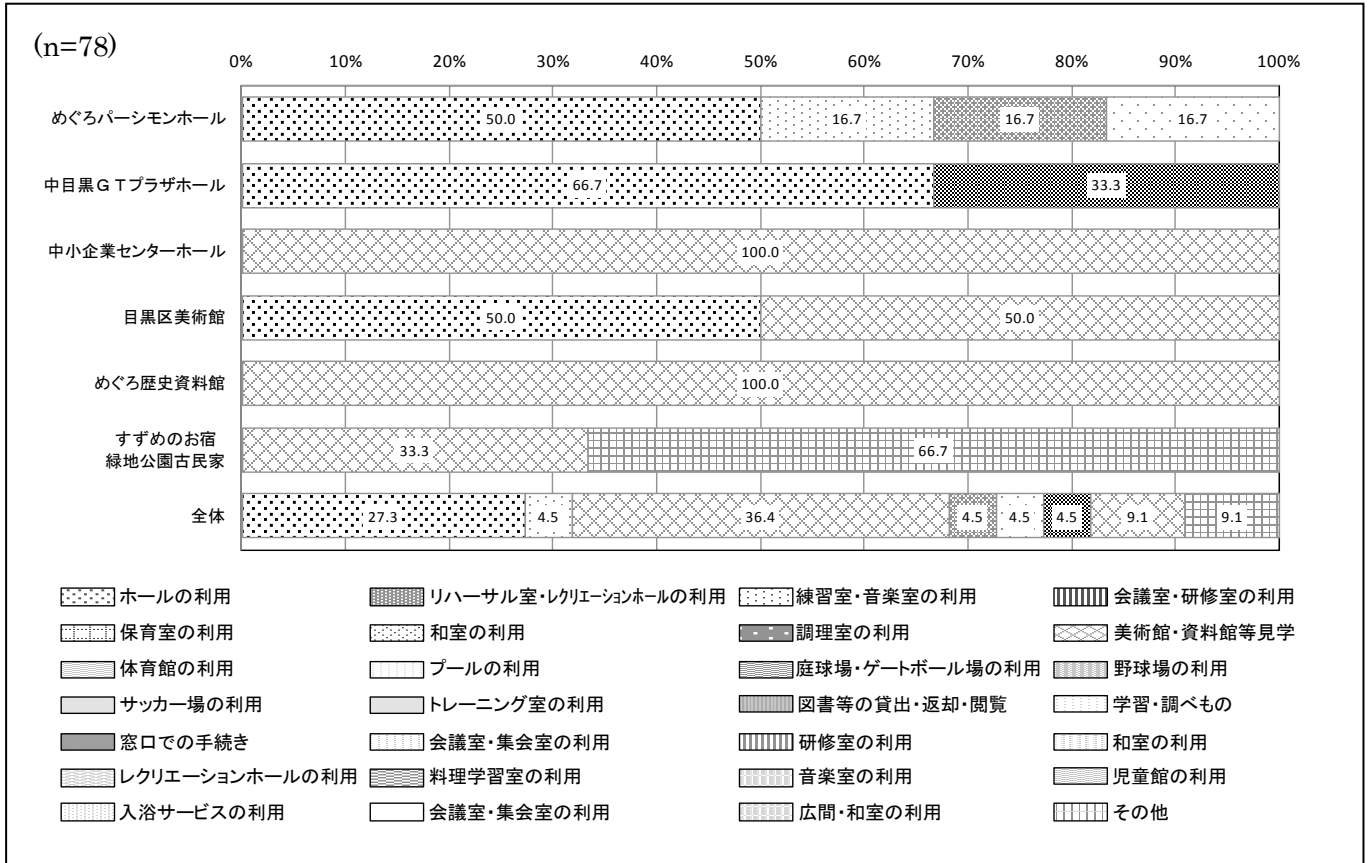 (n=78)
0% 10% 20% 30% 40% 50% 60% 70% 80% 90% 100%
めぐろパーシモンホール 50.0 16.7 16.7 16.7
中目黒GTプラザホール 66.7 33.3
中小企業センターホール 100.0
目黒区美術館 50.0 50.0
めぐろ歴史資料館 100.0
すずめのお宿
緑地公園古民家 33.3 66.7
全体 27.3 4.5 36.4 4.5 4.5 4.5 9.1 9.1
ホールの利用 リハーサル室・レクリエーションホールの利用 練習室・音楽室の利用 会議室・研修室の利用
保育室の利用 和室の利用 調理室の利用 美術館・資料館等見学
体育館の利用 プールの利用 庭球場・ゲートボール場の利用 野球場の利用
サッカー場の利用 トレーニング室の利用 図書等の貸出・返却・閲覧 学習・調べもの
窓口での手続き 会議室・集会室の利用 研修室の利用 和室の利用
レクリエーションホールの利用 料理学習室の利用 音楽室の利用 児童館の利用
入浴サービスの利用 会議室・集会室の利用 広間・和室の利用 その他